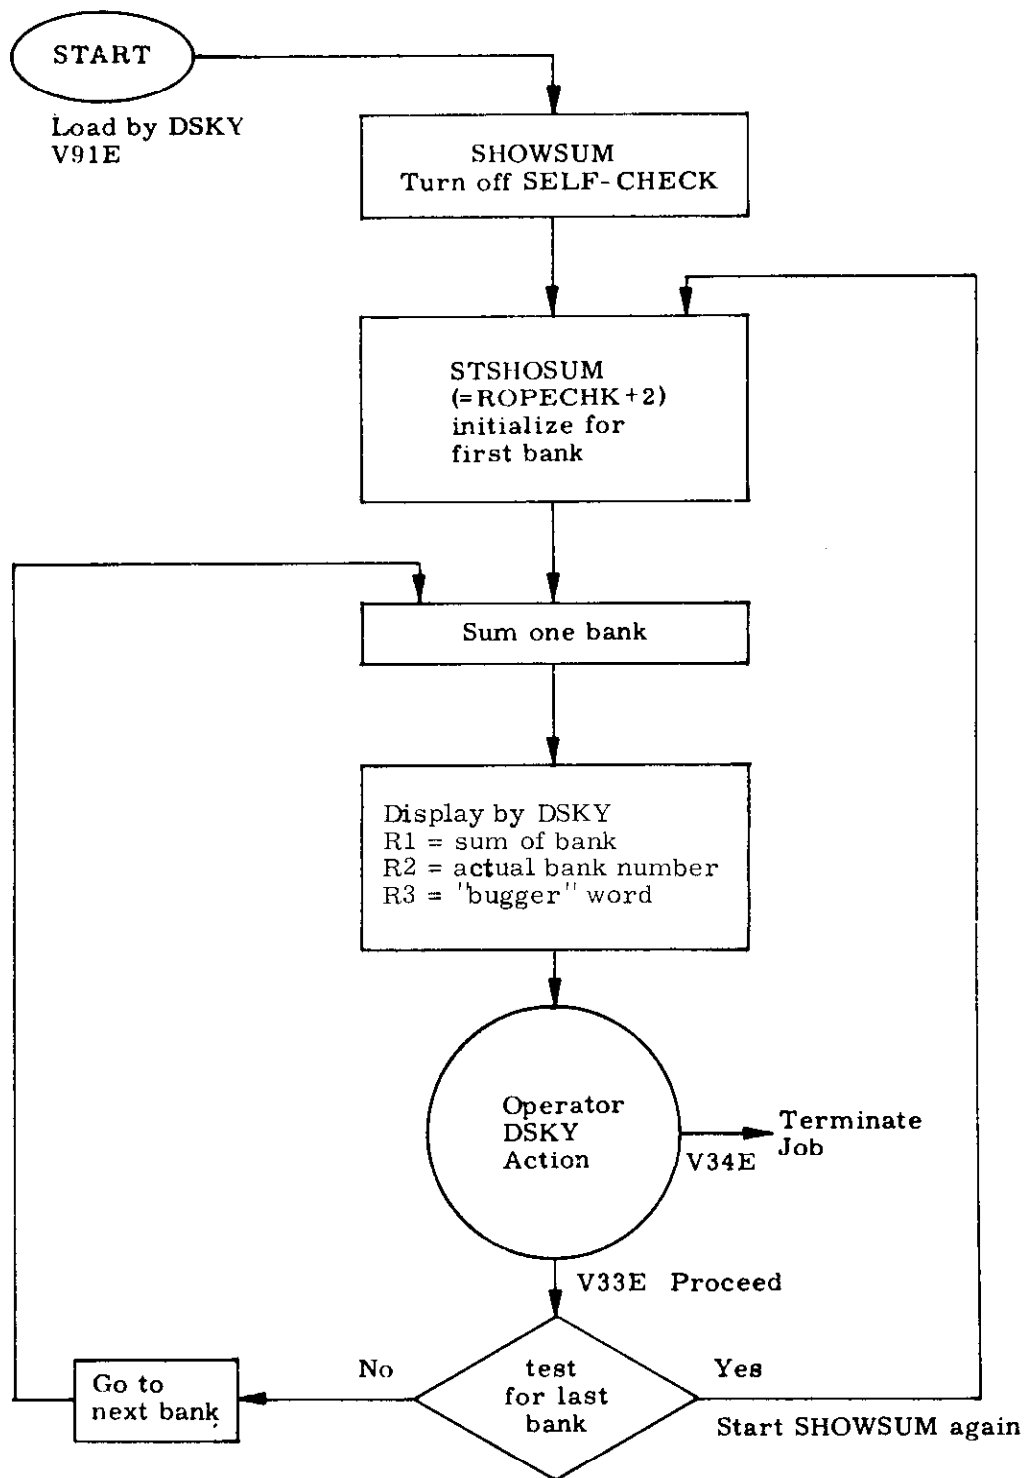 START
Load by DSKY
V91E
SHOWSUM
Turn off SELF-CHECK
STSHOSUM
(=ROPECHK+2)
initialize for
first bank
Sum one bank
Display by DSKY
R1 = sum of bank
R2 = actual bank number
R3 = "bugger" word
Operator
DSKY
Action
V34E
Terminate
Job
V33E Proceed
test
for last
bank
No
Yes
Go to
next bank
Start SHOWSUM again